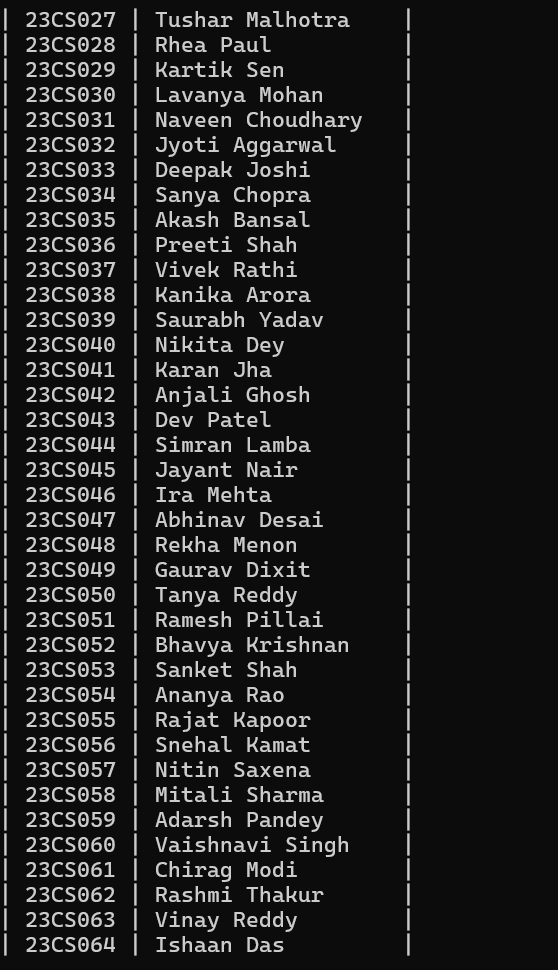 | 23CS027 | Tushar Malhotra |
| 23CS028 | Rhea Paul |
| 23CS029 | Kartik Sen |
| 23CS030 | Lavanya Mohan |
| 23CS031 | Naveen Choudhary |
| 23CS032 | Jyoti Aggarwal |
| 23CS033 | Deepak Joshi |
| 23CS034 | Sanya Chopra |
| 23CS035 | Akash Bansal |
| 23CS036 | Preeti Shah |
| 23CS037 | Vivek Rathi |
| 23CS038 | Kanika Arora |
| 23CS039 | Saurabh Yadav |
| 23CS040 | Nikita Dey |
| 23CS041 | Karan Jha |
| 23CS042 | Anjali Ghosh |
| 23CS043 | Dev Patel |
| 23CS044 | Simran Lamba |
| 23CS045 | Jayant Nair |
| 23CS046 | Ira Mehta |
| 23CS047 | Abhinav Desai |
| 23CS048 | Rekha Menon |
| 23CS049 | Gaurav Dixit |
| 23CS050 | Tanya Reddy |
| 23CS051 | Ramesh Pillai |
| 23CS052 | Bhavya Krishnan |
| 23CS053 | Sanket Shah |
| 23CS054 | Ananya Rao |
| 23CS055 | Rajat Kapoor |
| 23CS056 | Snehal Kamat |
| 23CS057 | Nitin Saxena |
| 23CS058 | Mitali Sharma |
| 23CS059 | Adarsh Pandey |
| 23CS060 | Vaishnavi Singh |
| 23CS061 | Chirag Modi |
| 23CS062 | Rashmi Thakur |
| 23CS063 | Vinay Reddy |
| 23CS064 | Ishaan Das |